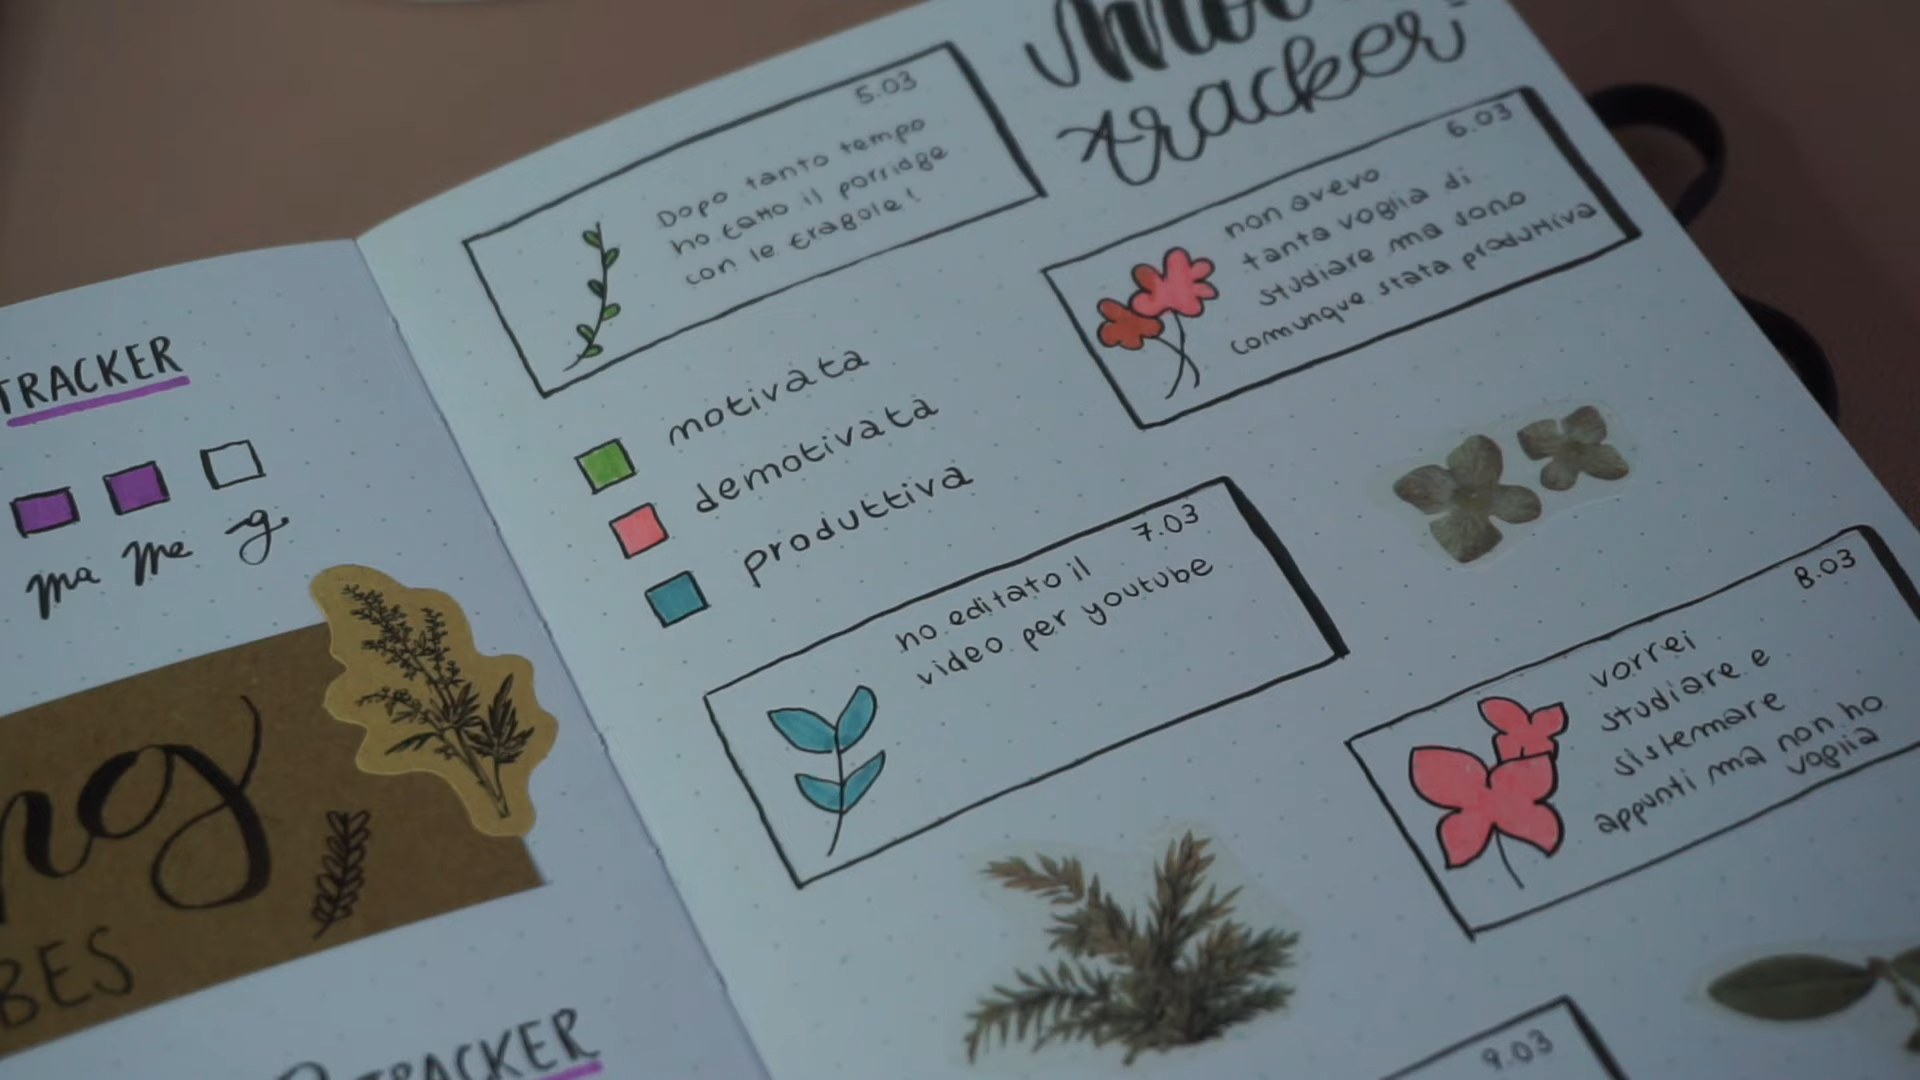 TRACKER
ma me g
ng
BES
TRACKER
tracker
5.03
Dopo tanto tempo
ho fatto il porridge
con le fragole!
6.03
non avevo
tanta voglia di
studiare ma sono
comunque stata produttiva
motivata
demotivata
produttiva
7.03
ho editato il
video per youtube
8.03
vorrei
studiare e
sistemare
appunti ma non ho
voglia
9.03